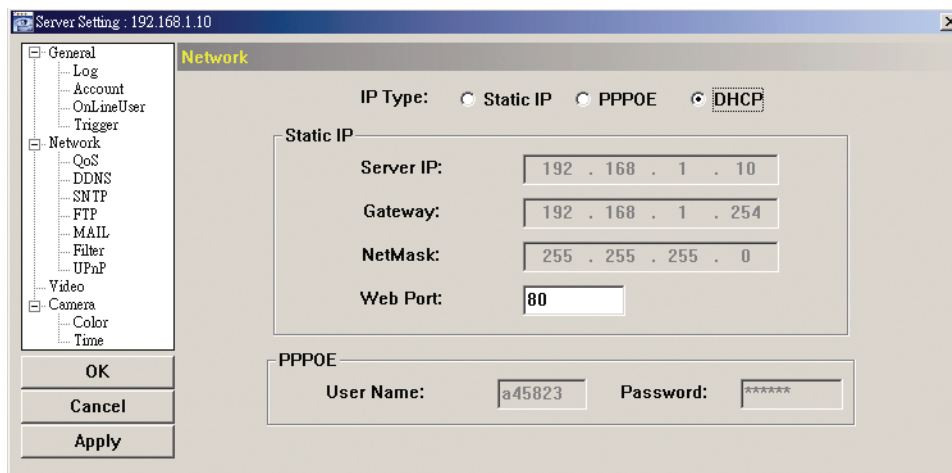 Server Setting : 192.168.1.10
General
Log
Account
OnLineUser
Trigger
Network
QoS
DDNS
SNTP
FTP
MAIL
Filter
UPnP
Video
Camera
Color
Time
OK
Cancel
Apply
Network
IP Type: Static IP PPPOE DHCP
Static IP
Server IP: 192 . 168 . 1 . 10
Gateway: 192 . 168 . 1 . 254
NetMask: 255 . 255 . 255 . 0
Web Port: 80
PPPOE
User Name: a45823 Password: ******